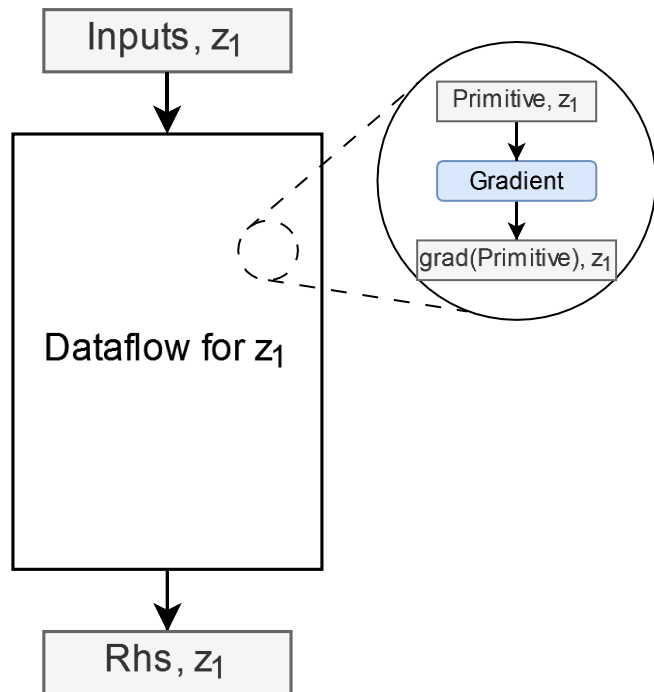 Inputs, z₁
Primitive, z₁
Gradient
grad(Primitive), z₁
Dataflow for z₁
Rhs, z₁